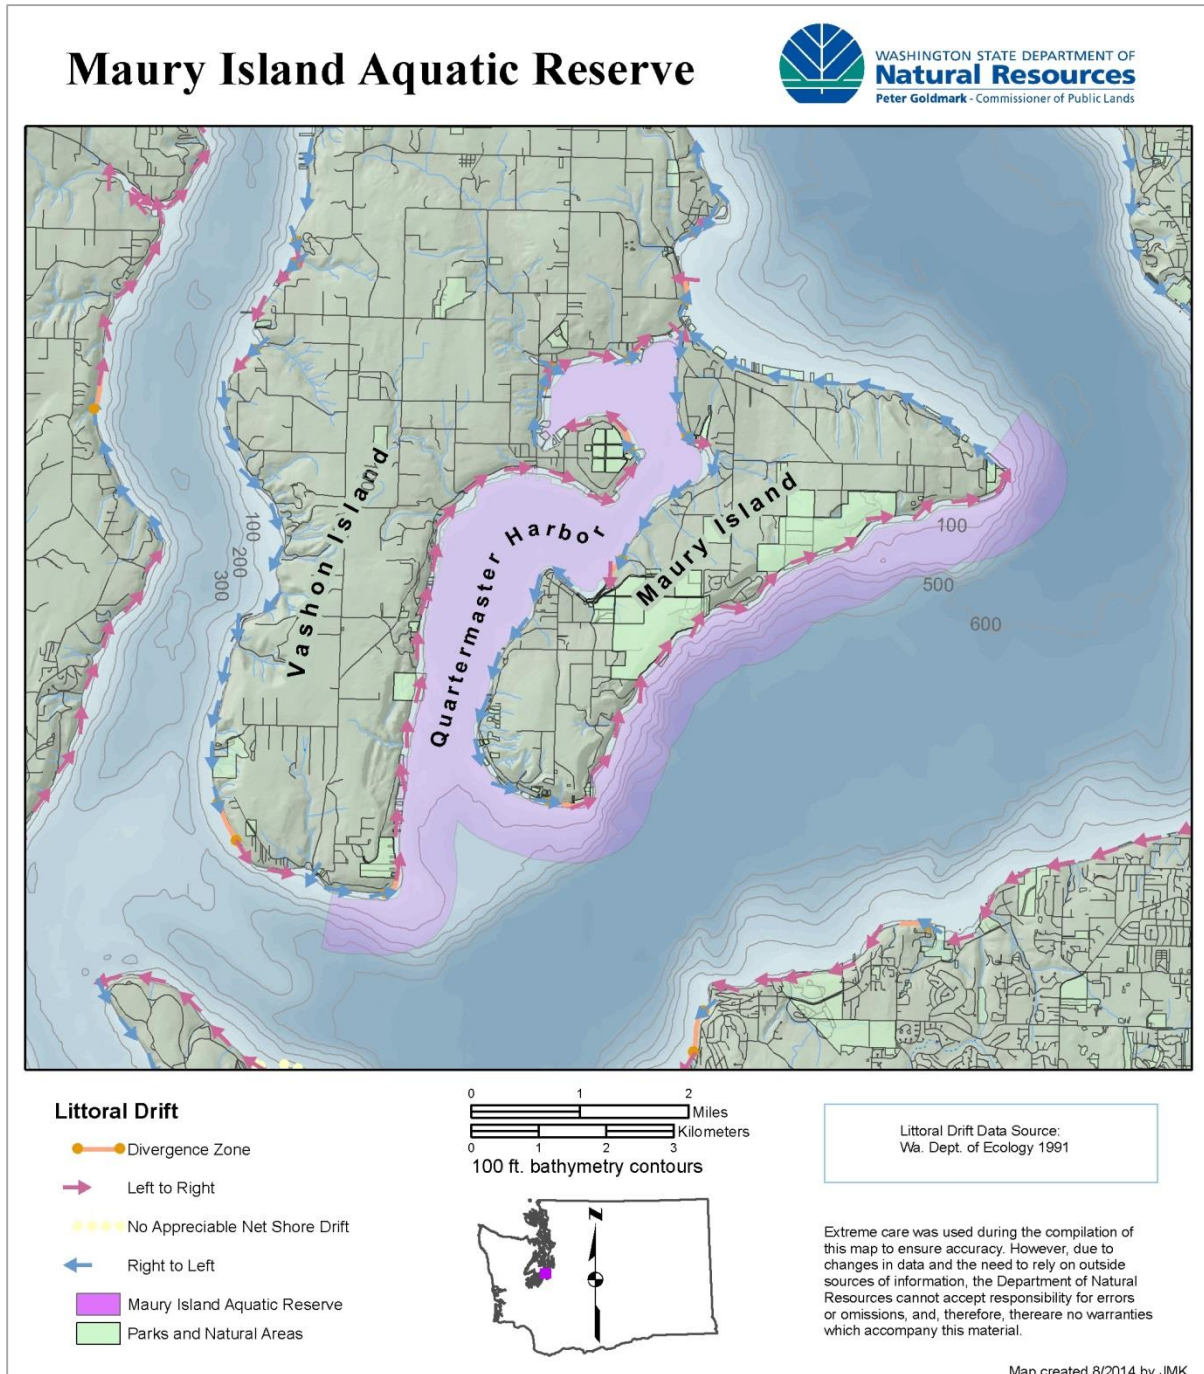 Maury Island Aquatic Reserve
WASHINGTON STATE DEPARTMENT OF
Natural Resources
Peter Goldmark - Commissioner of Public Lands
Vashon Island
Quartermaster Harbor
Maury Island
100
100
200
300
100
500
600
Littoral Drift
Divergence Zone
Left to Right
No Appreciable Net Shore Drift
Right to Left
Maury Island Aquatic Reserve
Parks and Natural Areas
0 1 2
Miles
Kilometers
0 1 2 3
100 ft. bathymetry contours
N
Littoral Drift Data Source:
Wa. Dept. of Ecology 1991
Extreme care was used during the compilation of
this map to ensure accuracy. However, due to
changes in data and the need to rely on outside
sources of information, the Department of Natural
Resources cannot accept responsibility for errors
or omissions, and, therefore, thereare no warranties
which accompany this material.
Map created 8/2014 by JMK